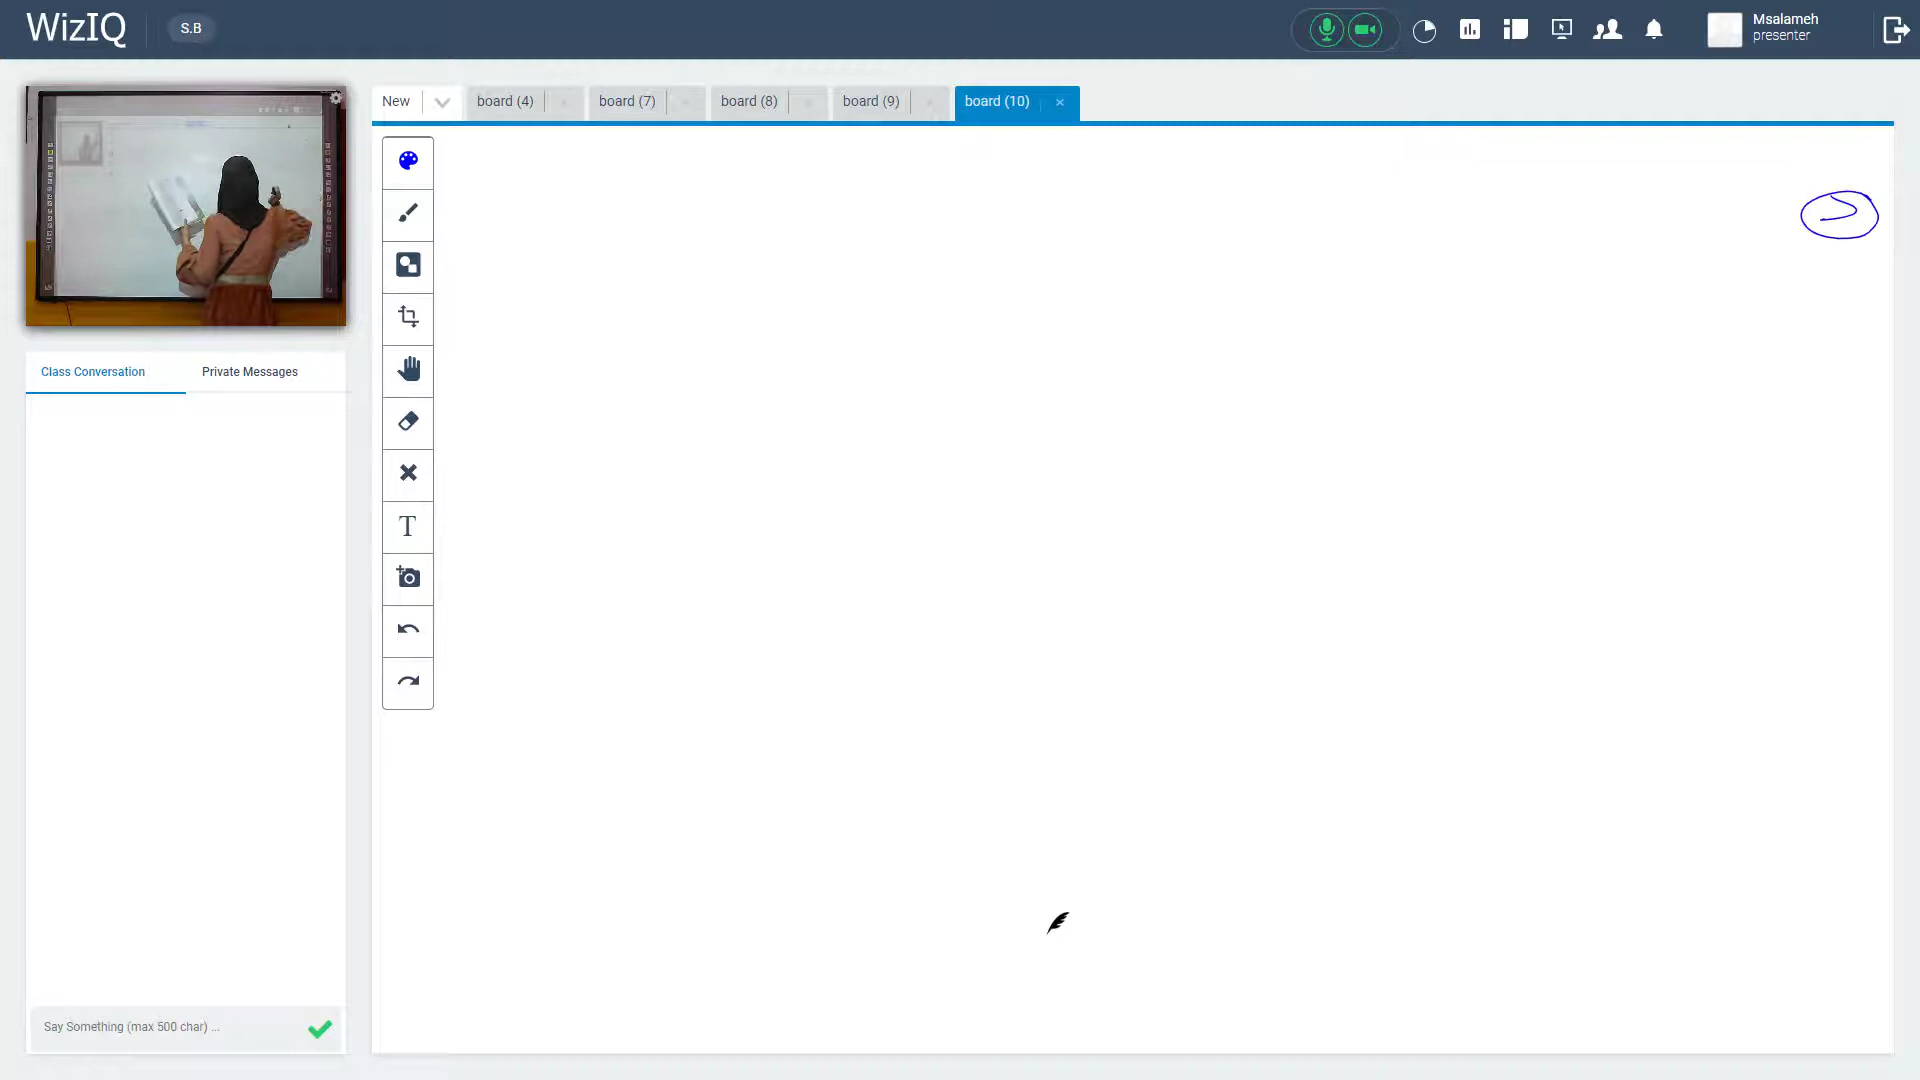 WizIQ
S.B
Msalameh
presenter
New
board (4)
board (7)
board (8)
board (9)
board (10)
Class Conversation
Private Messages
T
Say Something (max 500 char) ...